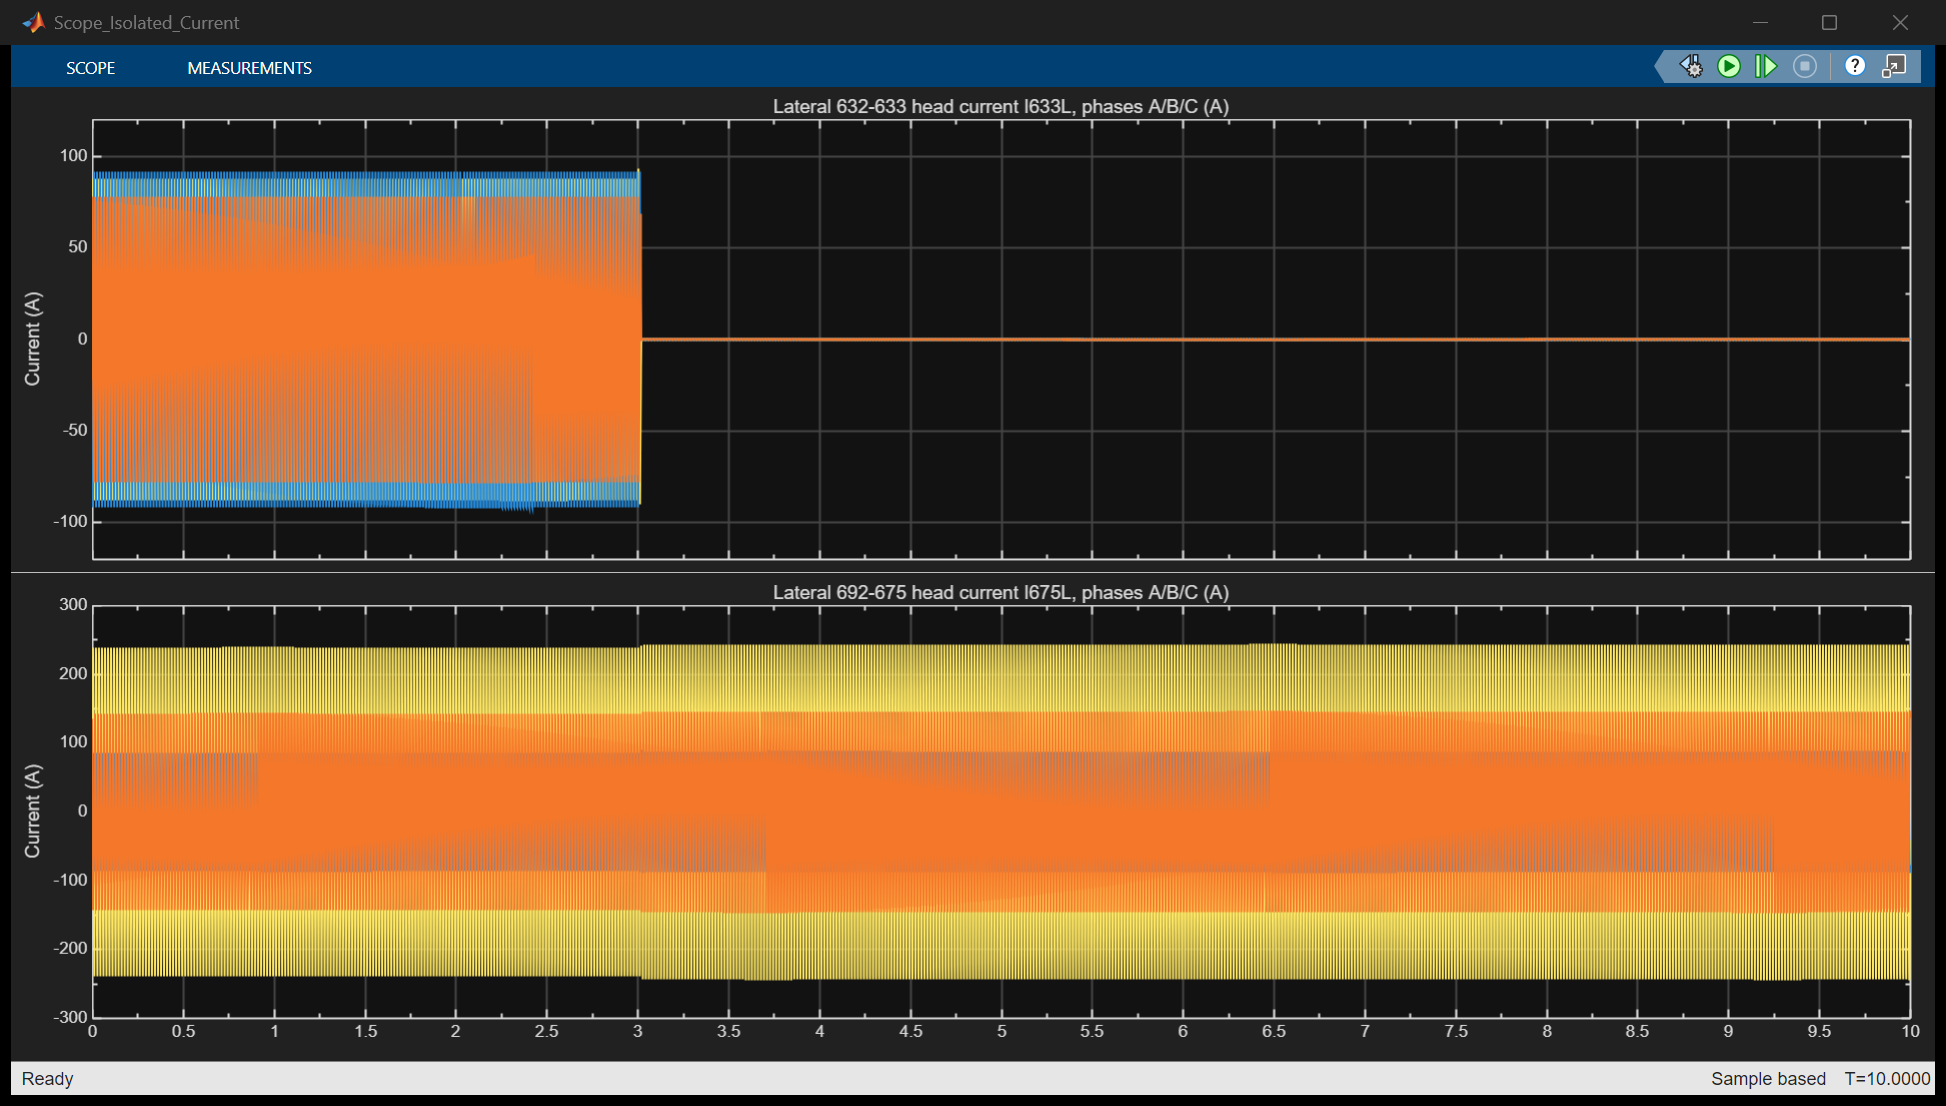 Scope_Isolated_Current
SCOPE MEASUREMENTS
?
Lateral 632-633 head current I633L, phases A/B/C (A)
100
50
0
-50
-100
Current (A)
Lateral 692-675 head current I675L, phases A/B/C (A)
300
200
100
0
-100
-200
-300
Current (A)
0 0.5 1 1.5 2 2.5 3 3.5 4 4.5 5 5.5 6 6.5 7 7.5 8 8.5 9 9.5 10
Ready Sample based T=10.0000